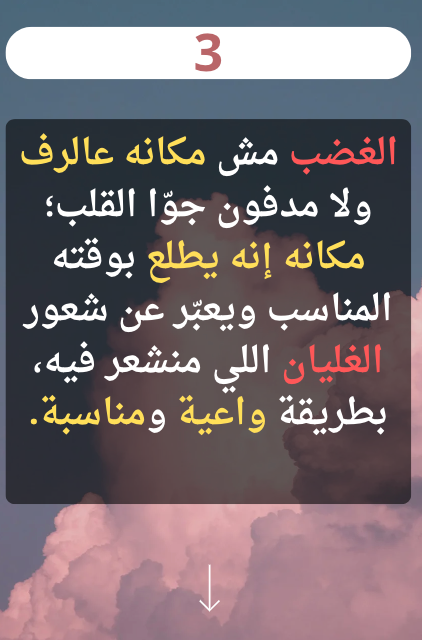 3
الغضب مش مكانه عالرف
ولا مدفون جوّا القلب؛
مكانه إنه يطلع بوقته
المناسب ويعبّر عن شعور
الغليان اللي منشعر فيه،
بطريقة واعية ومناسبة.